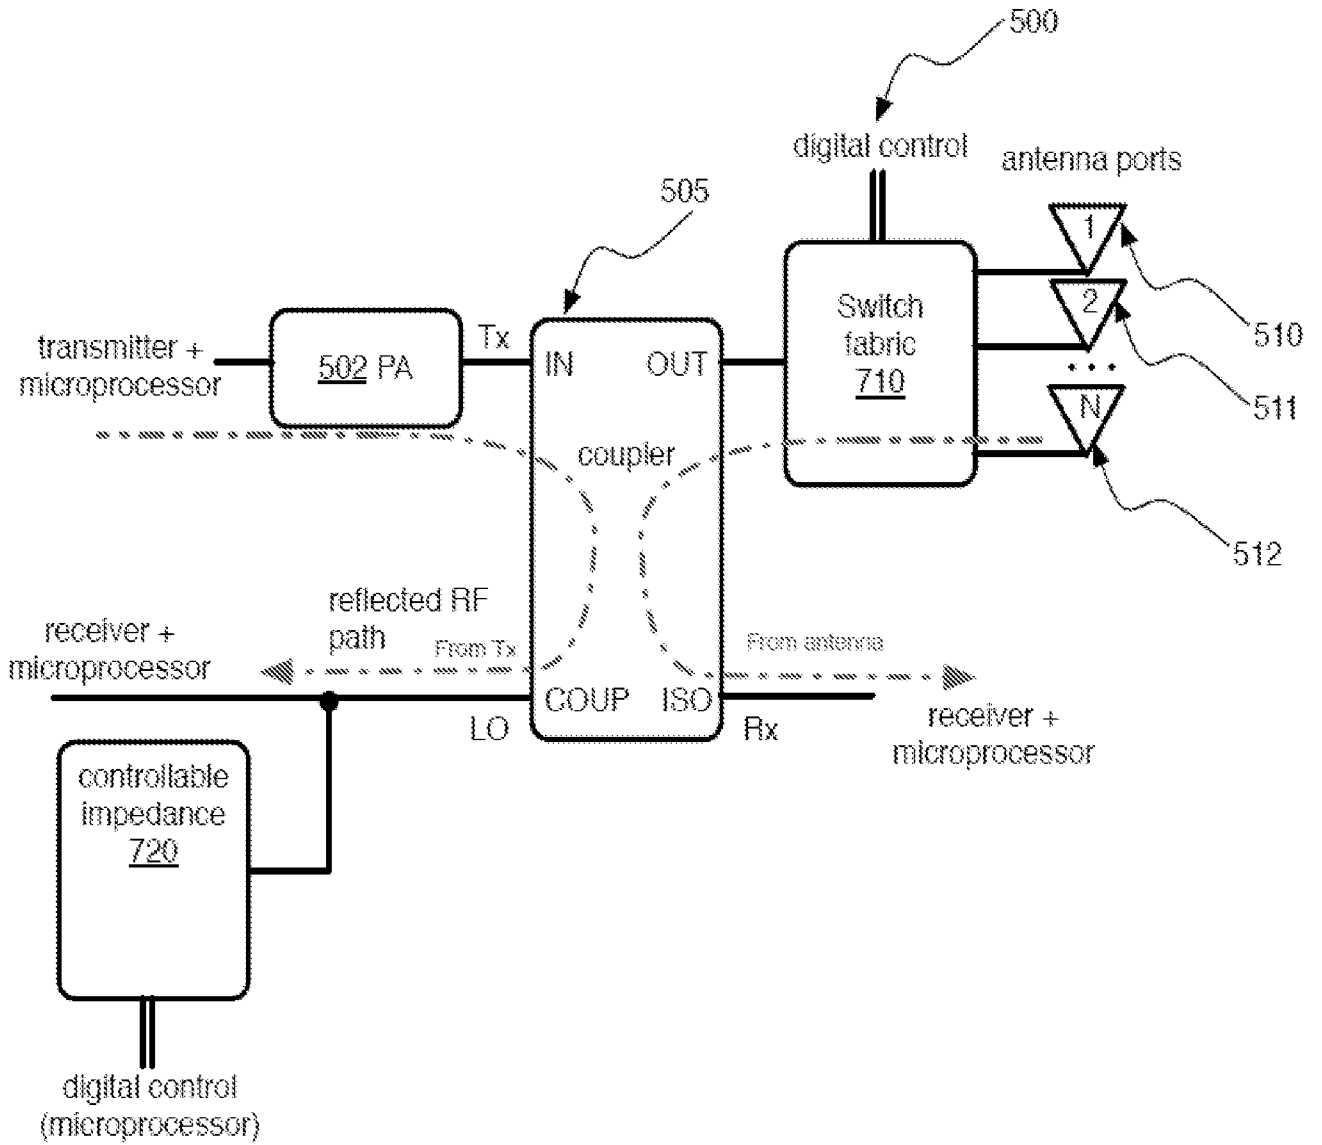 500
digital control
antenna ports
505
1
510
2
511
. . .
N
512
Switch
fabric
710
transmitter +
microprocessor
502 PA
Tx
IN
OUT
coupler
reflected RF
path
From Tx
From antenna
receiver +
microprocessor
COUP
ISO
LO
Rx
receiver +
microprocessor
controllable
impedance
720
digital control
(microprocessor)